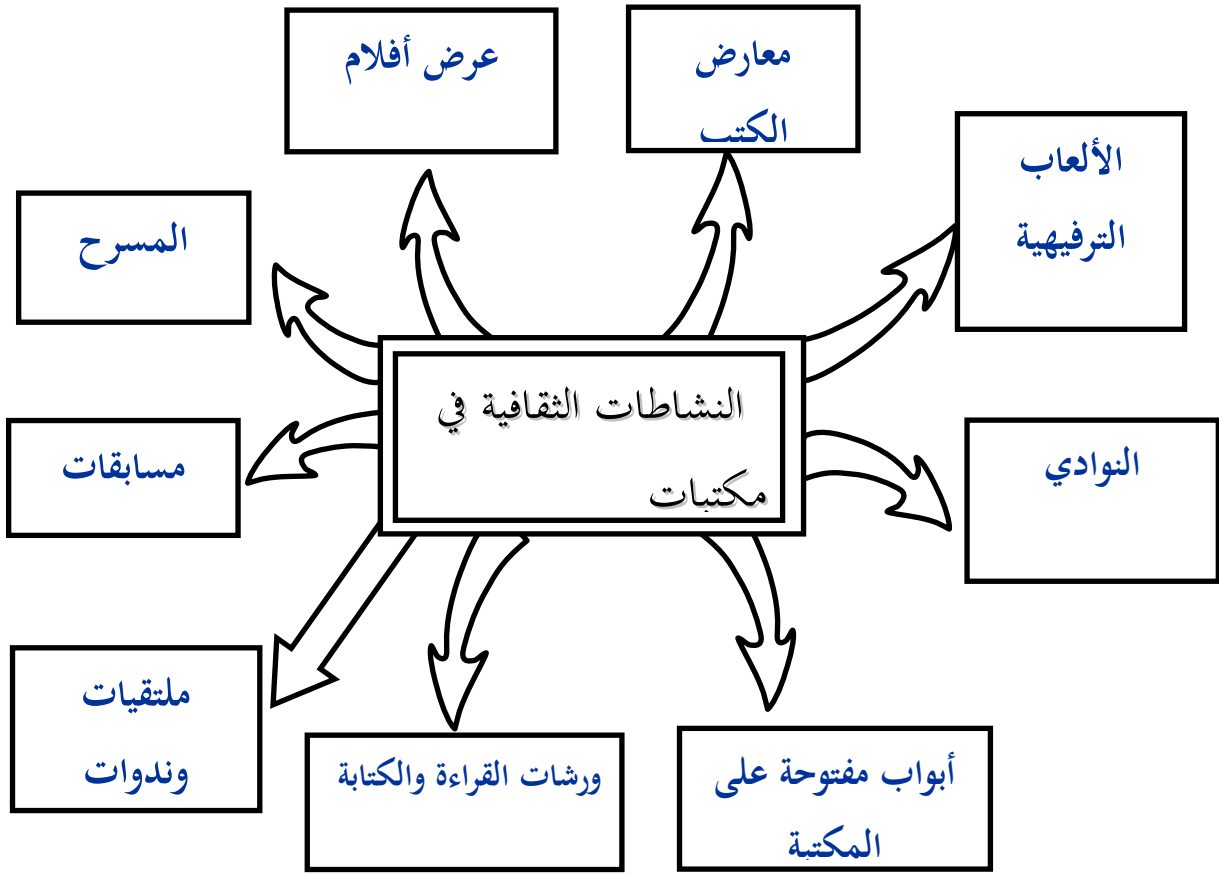 معارض
الكتب
عرض أفلام
الألعاب
الترفيهية
المسرح
النشاطات الثقافية في
مكتبات
النوادي
مسابقات
ملتقيات
وندوات
أبواب مفتوحة على
المكتبة
ورشات القراءة والكتابة